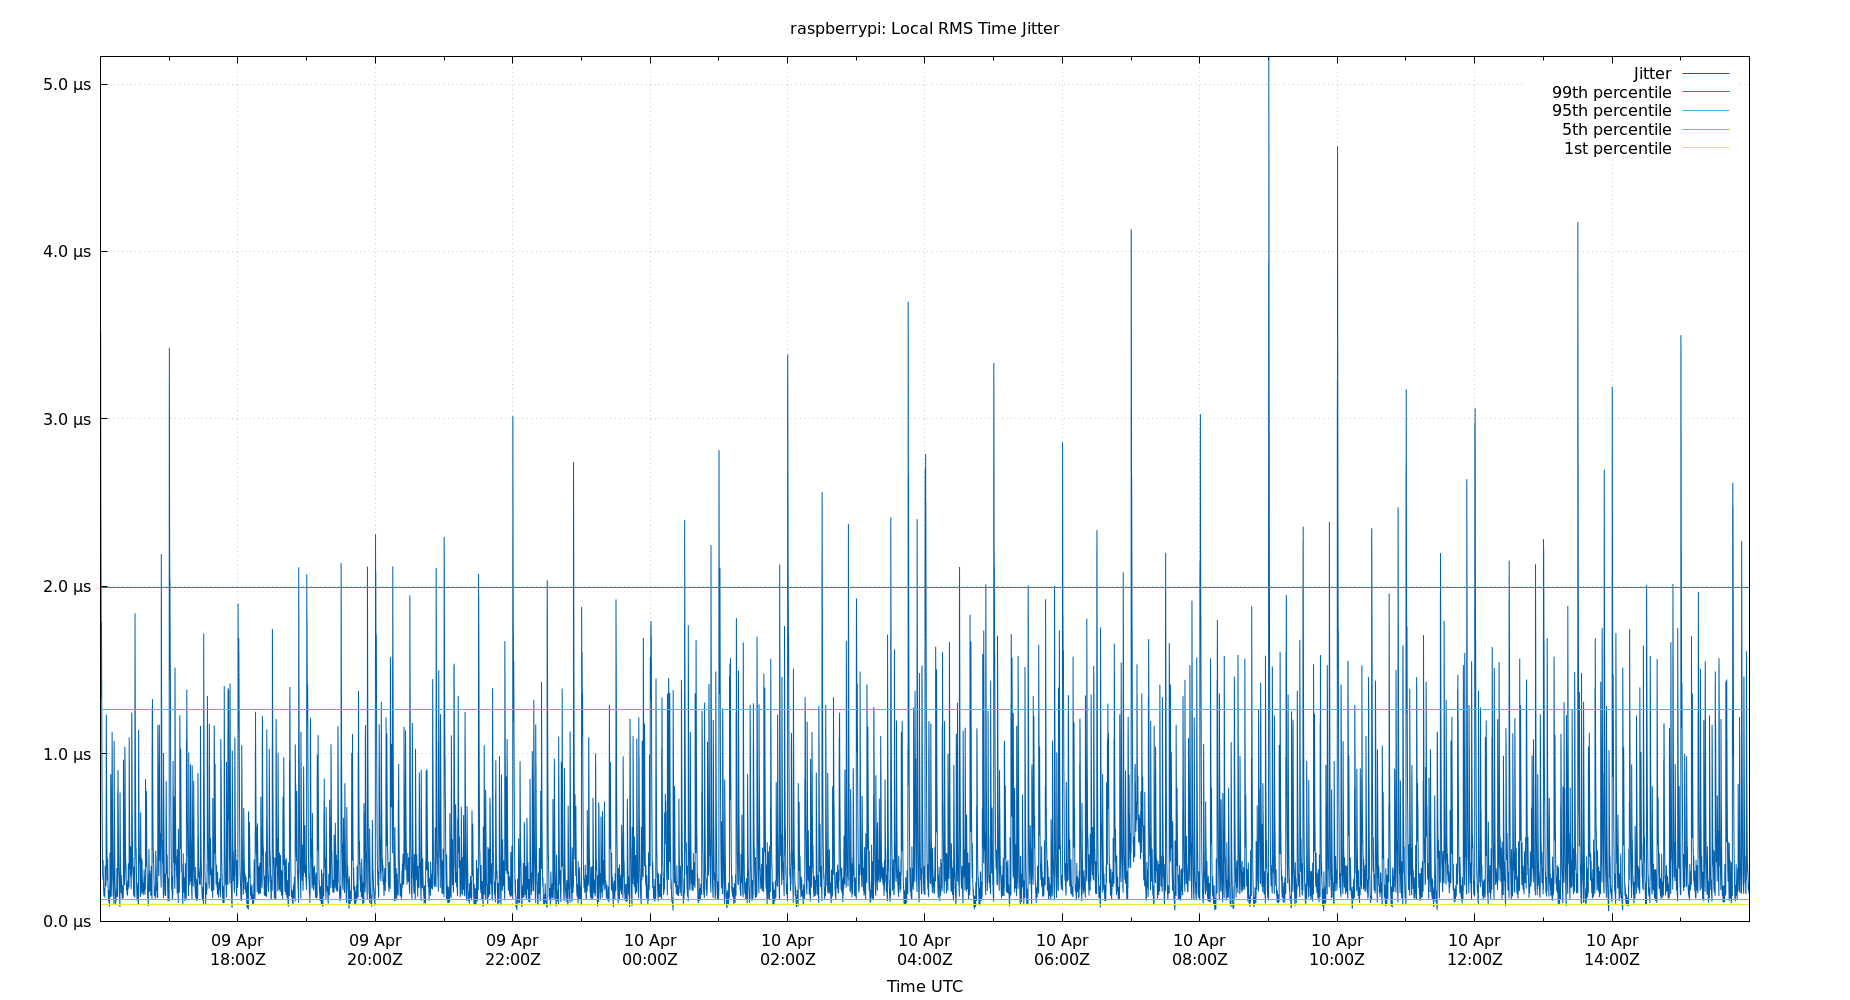 raspberrypi: Local RMS Time Jitter
5.0 µs
4.0 µs
3.0 µs
2.0 µs
1.0 µs
0.0 µs
Jitter
99th percentile
95th percentile
5th percentile
1st percentile
09 Apr 09 Apr 09 Apr 10 Apr 10 Apr 10 Apr 10 Apr 10 Apr 10 Apr 10 Apr 10 Apr
18:00Z 20:00Z 22:00Z 00:00Z 02:00Z 04:00Z 06:00Z 08:00Z 10:00Z 12:00Z 14:00Z
Time UTC